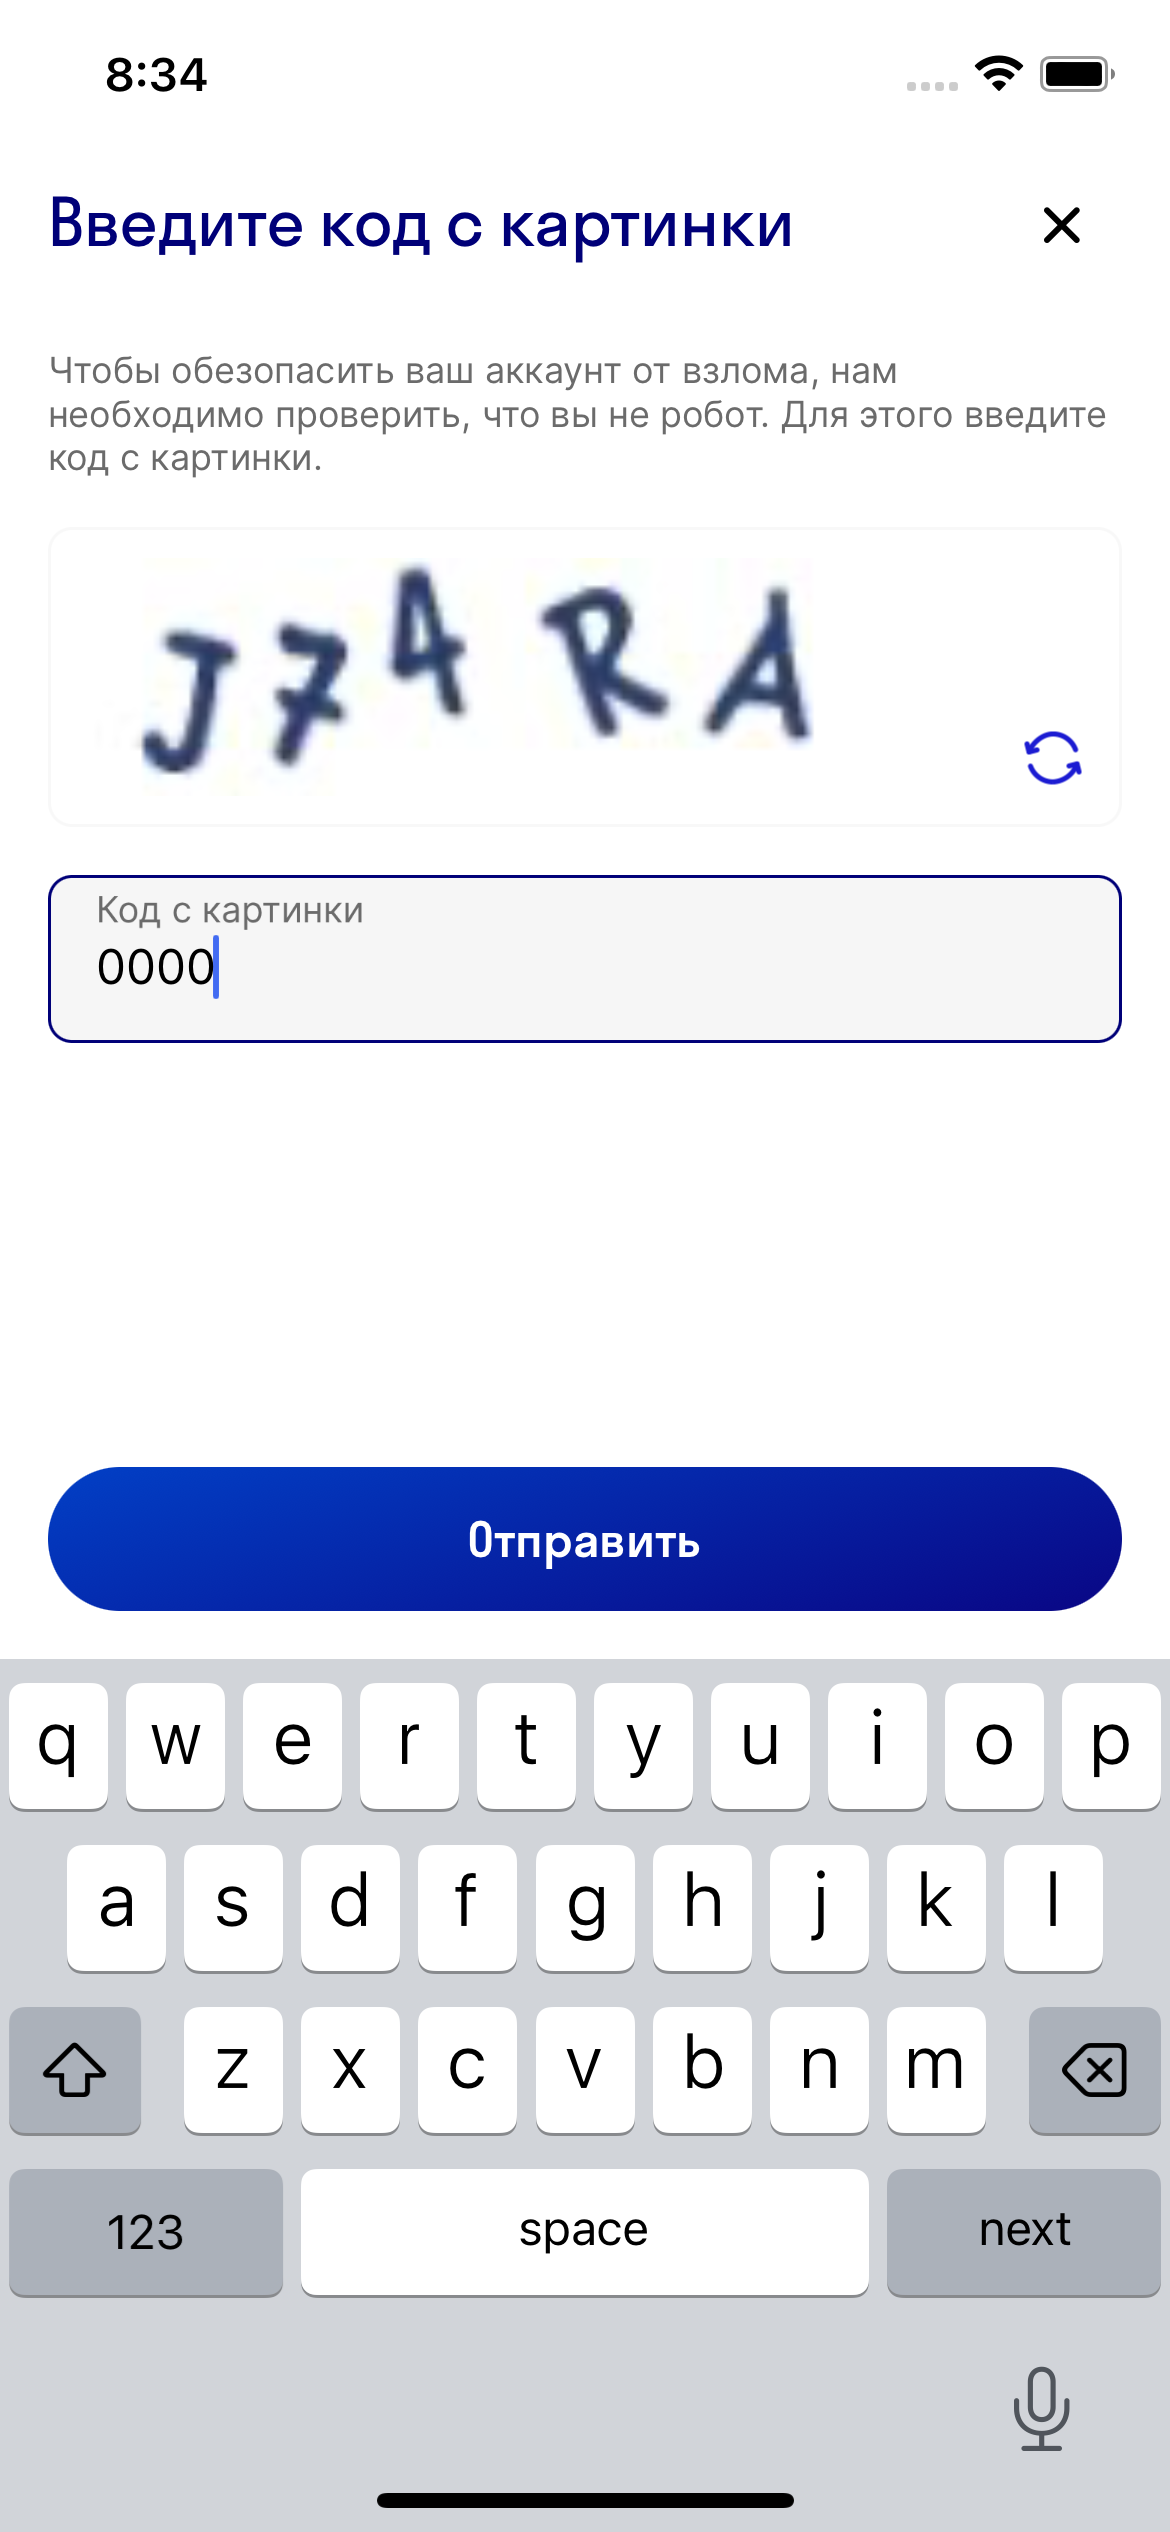 8:34
Введите код с картинки
Чтобы обезопасить ваш аккаунт от взлома, нам
необходимо проверить, что вы не робот. Для этого введите
код с картинки.
J74RA
Код с картинки
0000
Отправить
q w e r t y u i o p
a s d f g h j k l
z x c v b n m
123 space next